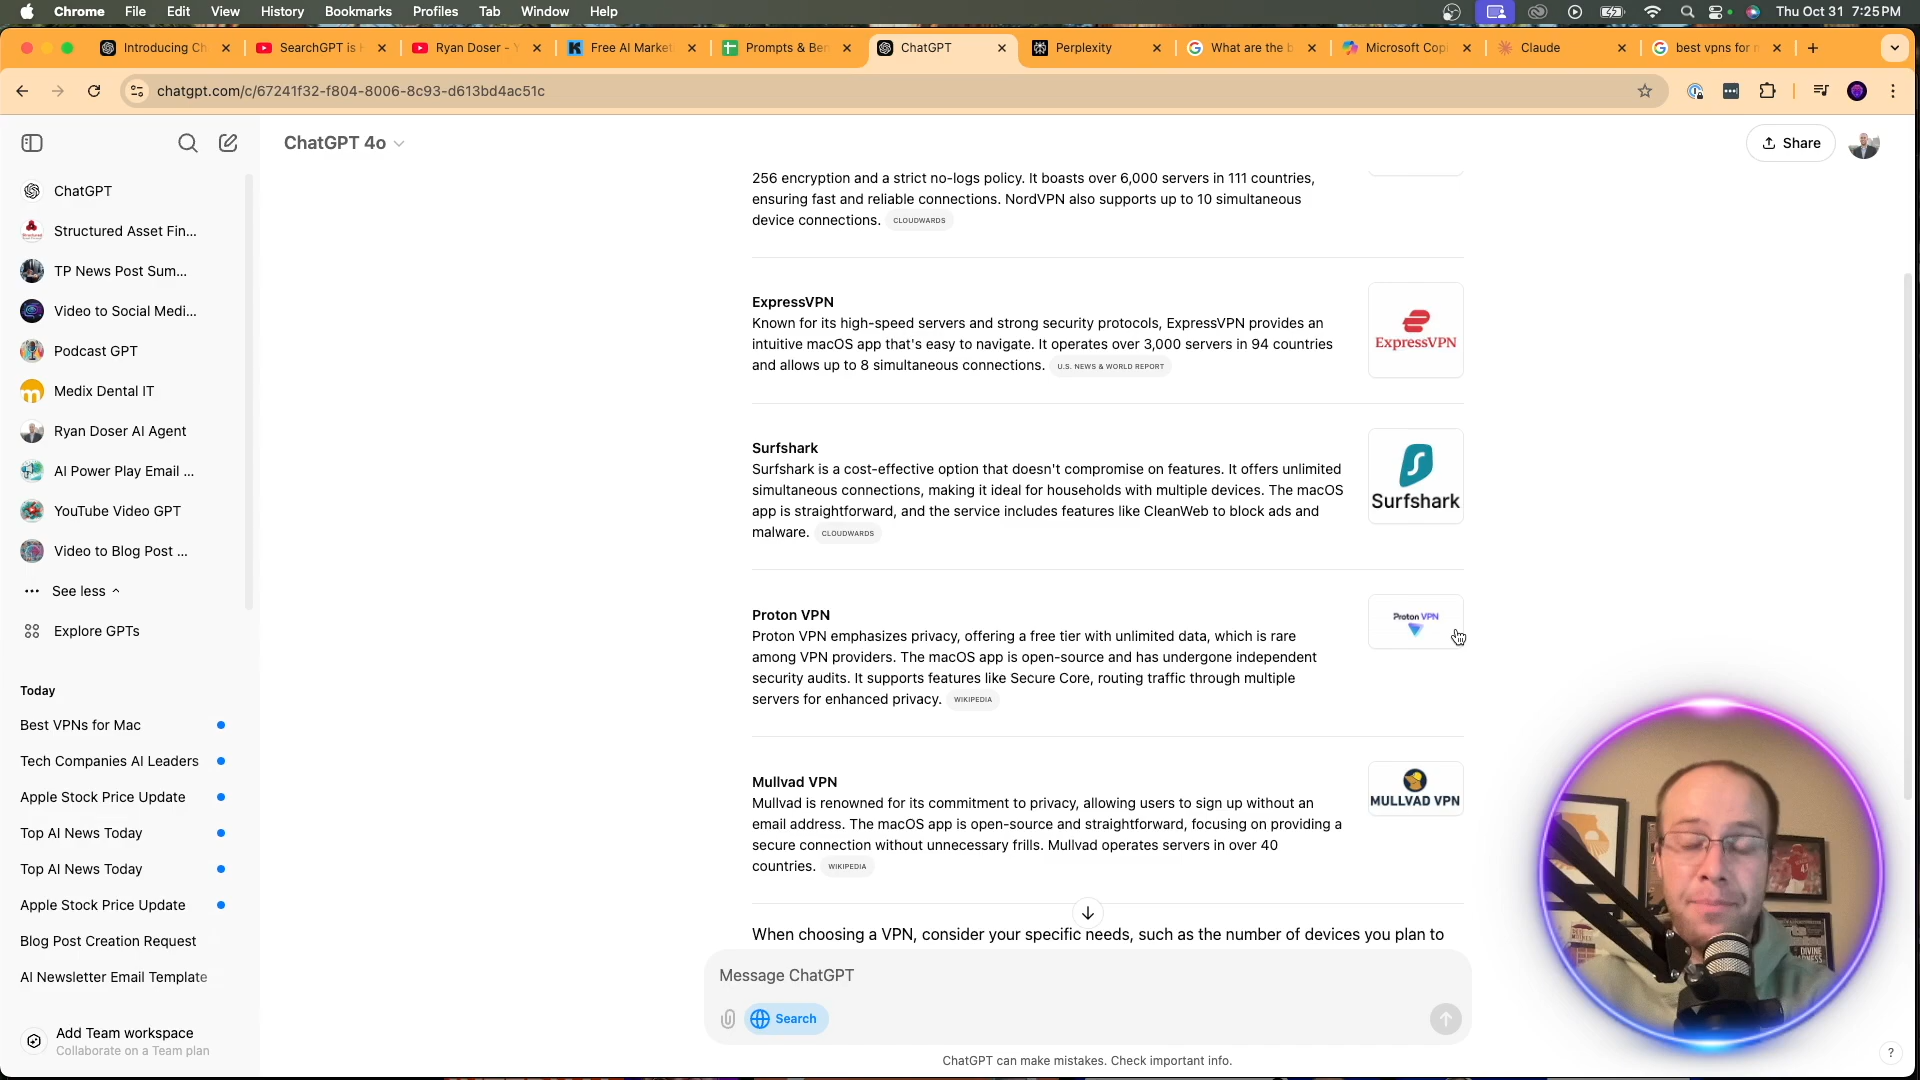 Chrome File Edit View History Bookmarks Profiles Tab Window Help
Thu Oct 31 7:25 PM
Introducing Ch
SearchGPT is
Ryan Doser - Y
Free AI Market
Prompts & Ben
ChatGPT
Perplexity
What are the b
Microsoft Copi
Claude
best vpns for
chatgpt.com/c/67241f32-f804-8006-8c93-d613bd4ac51c
ChatGPT 4o
Share
ChatGPT
Structured Asset Fin...
TP News Post Sum...
Video to Social Medi...
Podcast GPT
Medix Dental IT
Ryan Doser AI Agent
AI Power Play Email ...
YouTube Video GPT
Video to Blog Post ...
See less
Explore GPTs
Today
Best VPNs for Mac
Tech Companies AI Leaders
Apple Stock Price Update
Top AI News Today
Top AI News Today
Apple Stock Price Update
Blog Post Creation Request
AI Newsletter Email Template
Add Team workspace
Collaborate on a Team plan
256 encryption and a strict no-logs policy. It boasts over 6,000 servers in 111 countries,
ensuring fast and reliable connections. NordVPN also supports up to 10 simultaneous
device connections. CLOUDWARDS
ExpressVPN
Known for its high-speed servers and strong security protocols, ExpressVPN provides an
intuitive macOS app that's easy to navigate. It operates over 3,000 servers in 94 countries
and allows up to 8 simultaneous connections. U.S. NEWS & WORLD REPORT
ExpressVPN
Surfshark
Surfshark is a cost-effective option that doesn't compromise on features. It offers unlimited
simultaneous connections, making it ideal for households with multiple devices. The macOS
app is straightforward, and the service includes features like CleanWeb to block ads and
malware. CLOUDWARDS
Surfshark
Proton VPN
Proton VPN emphasizes privacy, offering a free tier with unlimited data, which is rare
among VPN providers. The macOS app is open-source and has undergone independent
security audits. It supports features like Secure Core, routing traffic through multiple
servers for enhanced privacy. WIKIPEDIA
Proton VPN
Mullvad VPN
Mullvad is renowned for its commitment to privacy, allowing users to sign up without an
email address. The macOS app is open-source and straightforward, focusing on providing a
secure connection without unnecessary frills. Mullvad operates servers in over 40
countries. WIKIPEDIA
MULLVAD VPN
When choosing a VPN, consider your specific needs, such as the number of devices you plan to
Message ChatGPT
Search
ChatGPT can make mistakes. Check important info.
?
DIVINE